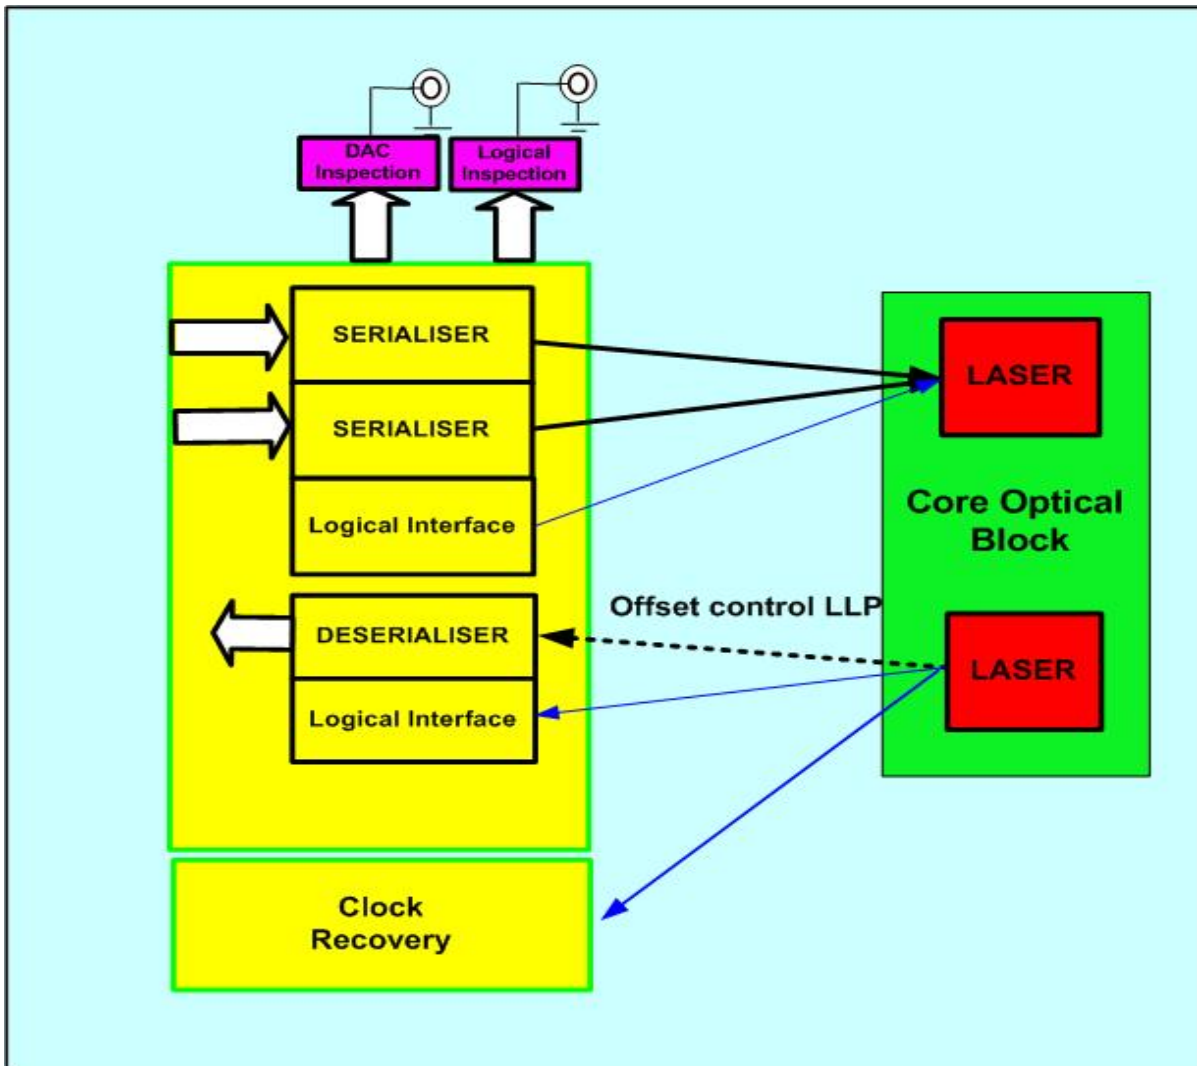 DAC
Inspection
Logical
Inspection
SERIALISER
SERIALISER
Logical Interface
LASER
Core Optical
Block
Offset control LLP
DESERIALISER
Logical Interface
LASER
Clock
Recovery